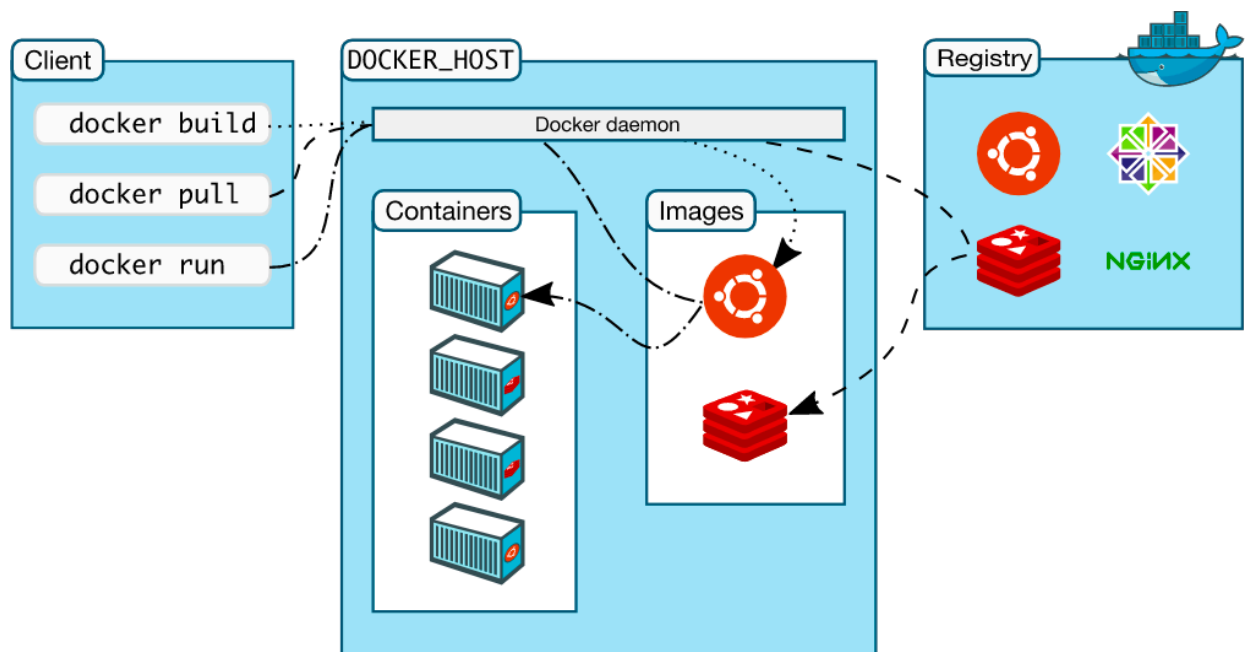 Client
docker build
docker pull
docker run
DOCKER_HOST
Docker daemon
Containers
Images
Registry
NGiNX